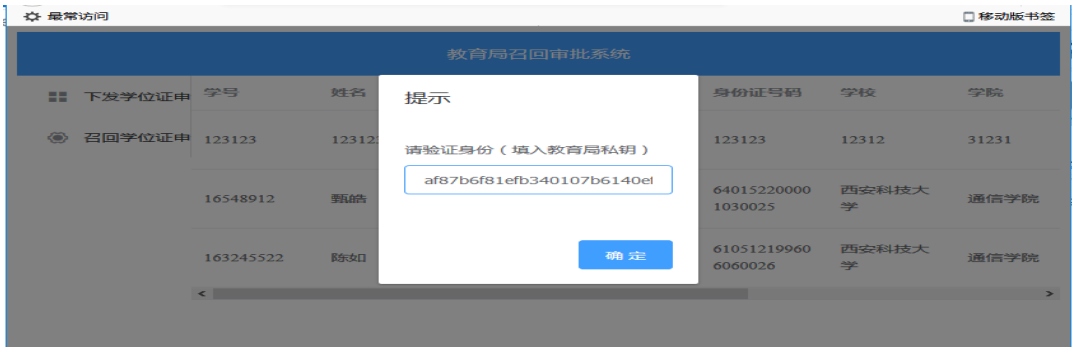 最常访问 移动版书签
教育局召回审批系统
下发学位证申 学号 姓名 身份证号码 学校 学院
提示
召回学位证申 123123 12312 123123 12312 31231
请验证身份（填入教育局私钥）
af87b6f81efb340107b6140e
16548912 甄皓 64015220000 西安科技大 通信学院
1030025 学
163245522 陈如 61051219960 西安科技大 通信学院
6060026 学
确 定